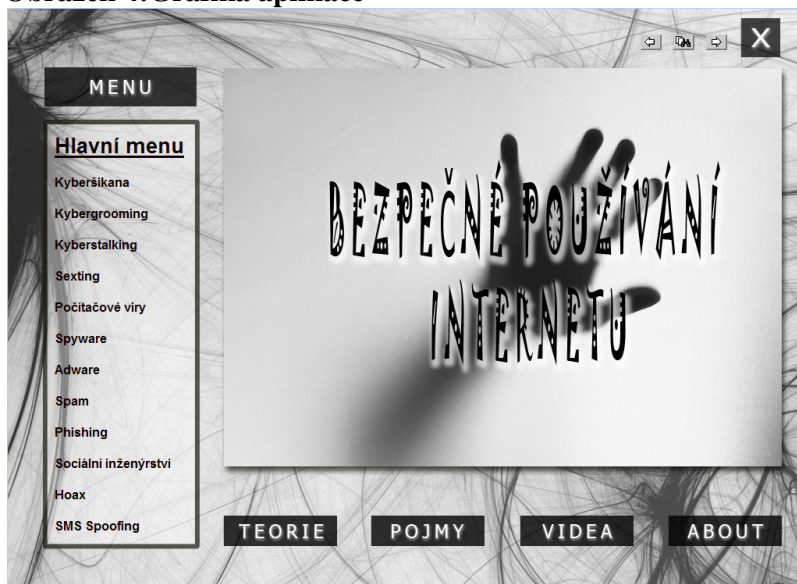 Obrázek 4: Grafika aplikace
X
MENU
Hlavní menu
Kyberšikana
Kybergrooming
Kyberstalking
Sexting
Počítačové viry
Spyware
Adware
Spam
Phishing
Sociální inženýrství
Hoax
SMS Spoofing
BEZPEČNÉ POUŽÍVÁNÍ
INTERNETU
TEORIE
POJMY
VIDEA
ABOUT